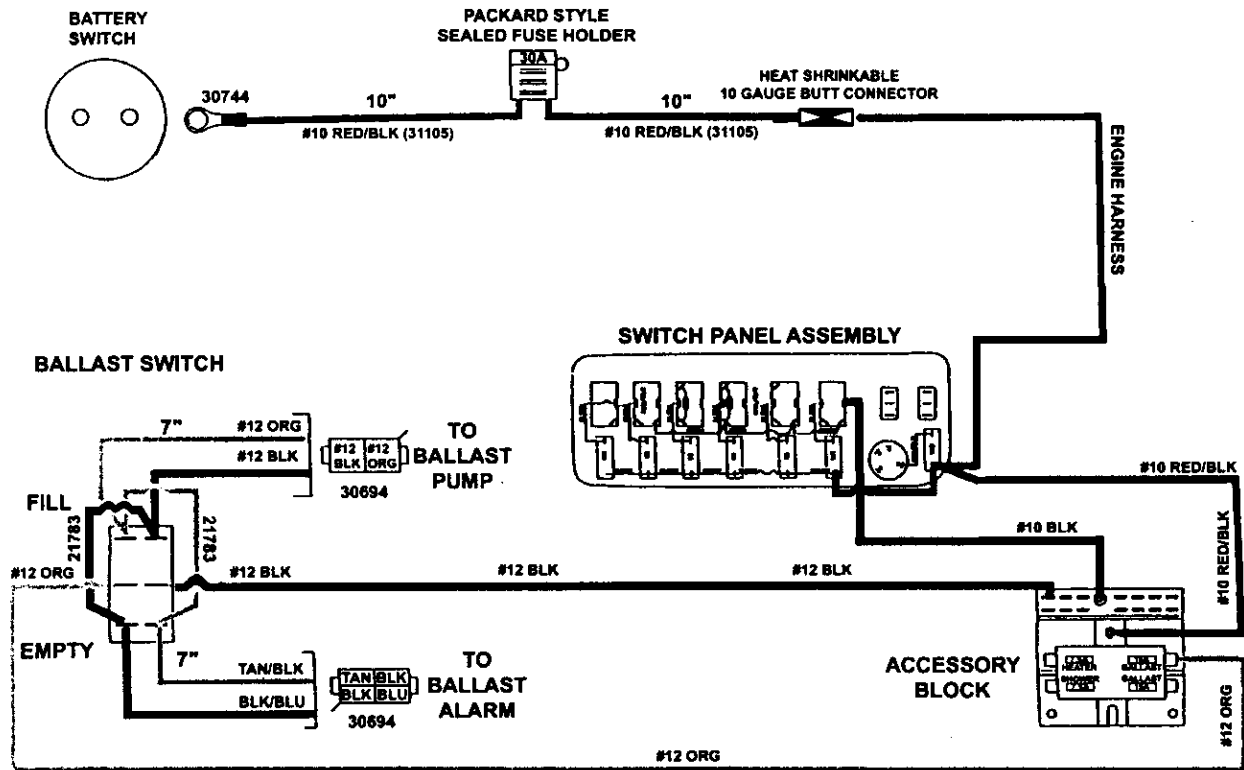 BATTERY
SWITCH
PACKARD STYLE
SEALED FUSE HOLDER
30A
HEAT SHRINKABLE
10 GAUGE BUTT CONNECTOR
30744
10"
10"
#10 RED/BLK (31105)
#10 RED/BLK (31105)
ENGINE HARNESS
SWITCH PANEL ASSEMBLY
BALLAST SWITCH
7"
#12 ORG
#12 BLK
#12 #12
BLK ORG
30694
TO
BALLAST
PUMP
FILL
21783
21783
#12 ORG
#12 BLK
#12 BLK
#12 BLK
#10 BLK
#10 RED/BLK
#10 RED/BLK
EMPTY
7"
TAN/BLK
BLK/BLU
TAN BLK
BLK BLU
30694
TO
BALLAST
ALARM
ACCESSORY
BLOCK
HEATER
BALLAST
SHOWER
BALLAST
#12 ORG
#12 ORG